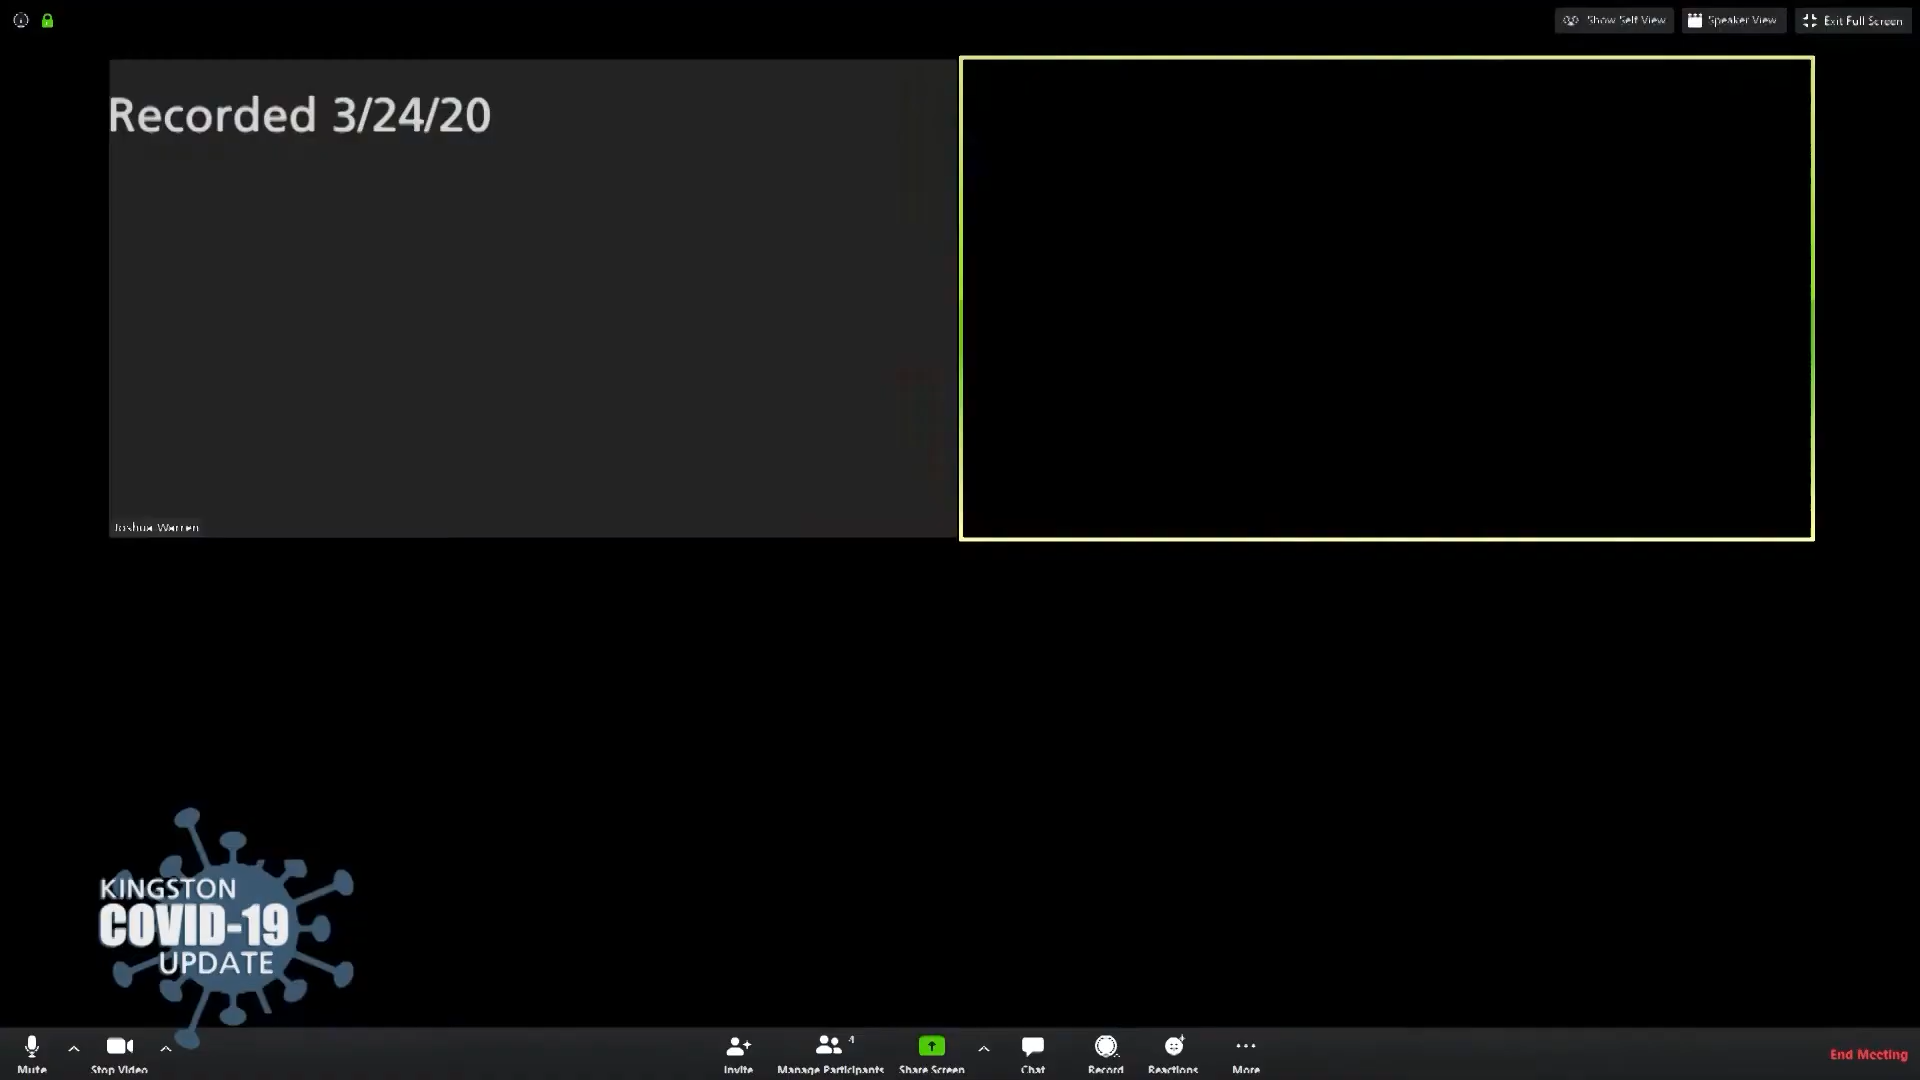 Show Self View
Speaker View
Exit Full Screen
Recorded 3/24/20
Joshua Warren
KINGSTON
COVID-19
UPDATE
Mute
Stop Video
Invite
4
Manage Participants
Share Screen
Chat
Record
Reactions
More
End Meeting